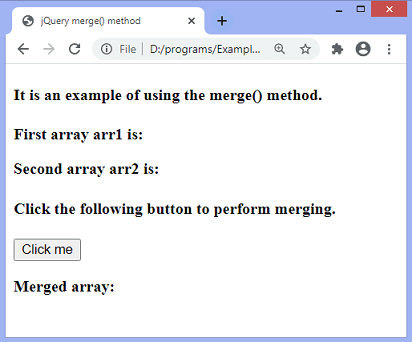 jQuery merge() method
File | D:/programs/Exampl...
It is an example of using the merge() method.
First array arr1 is:
Second array arr2 is:
Click the following button to perform merging.
Click me
Merged array: